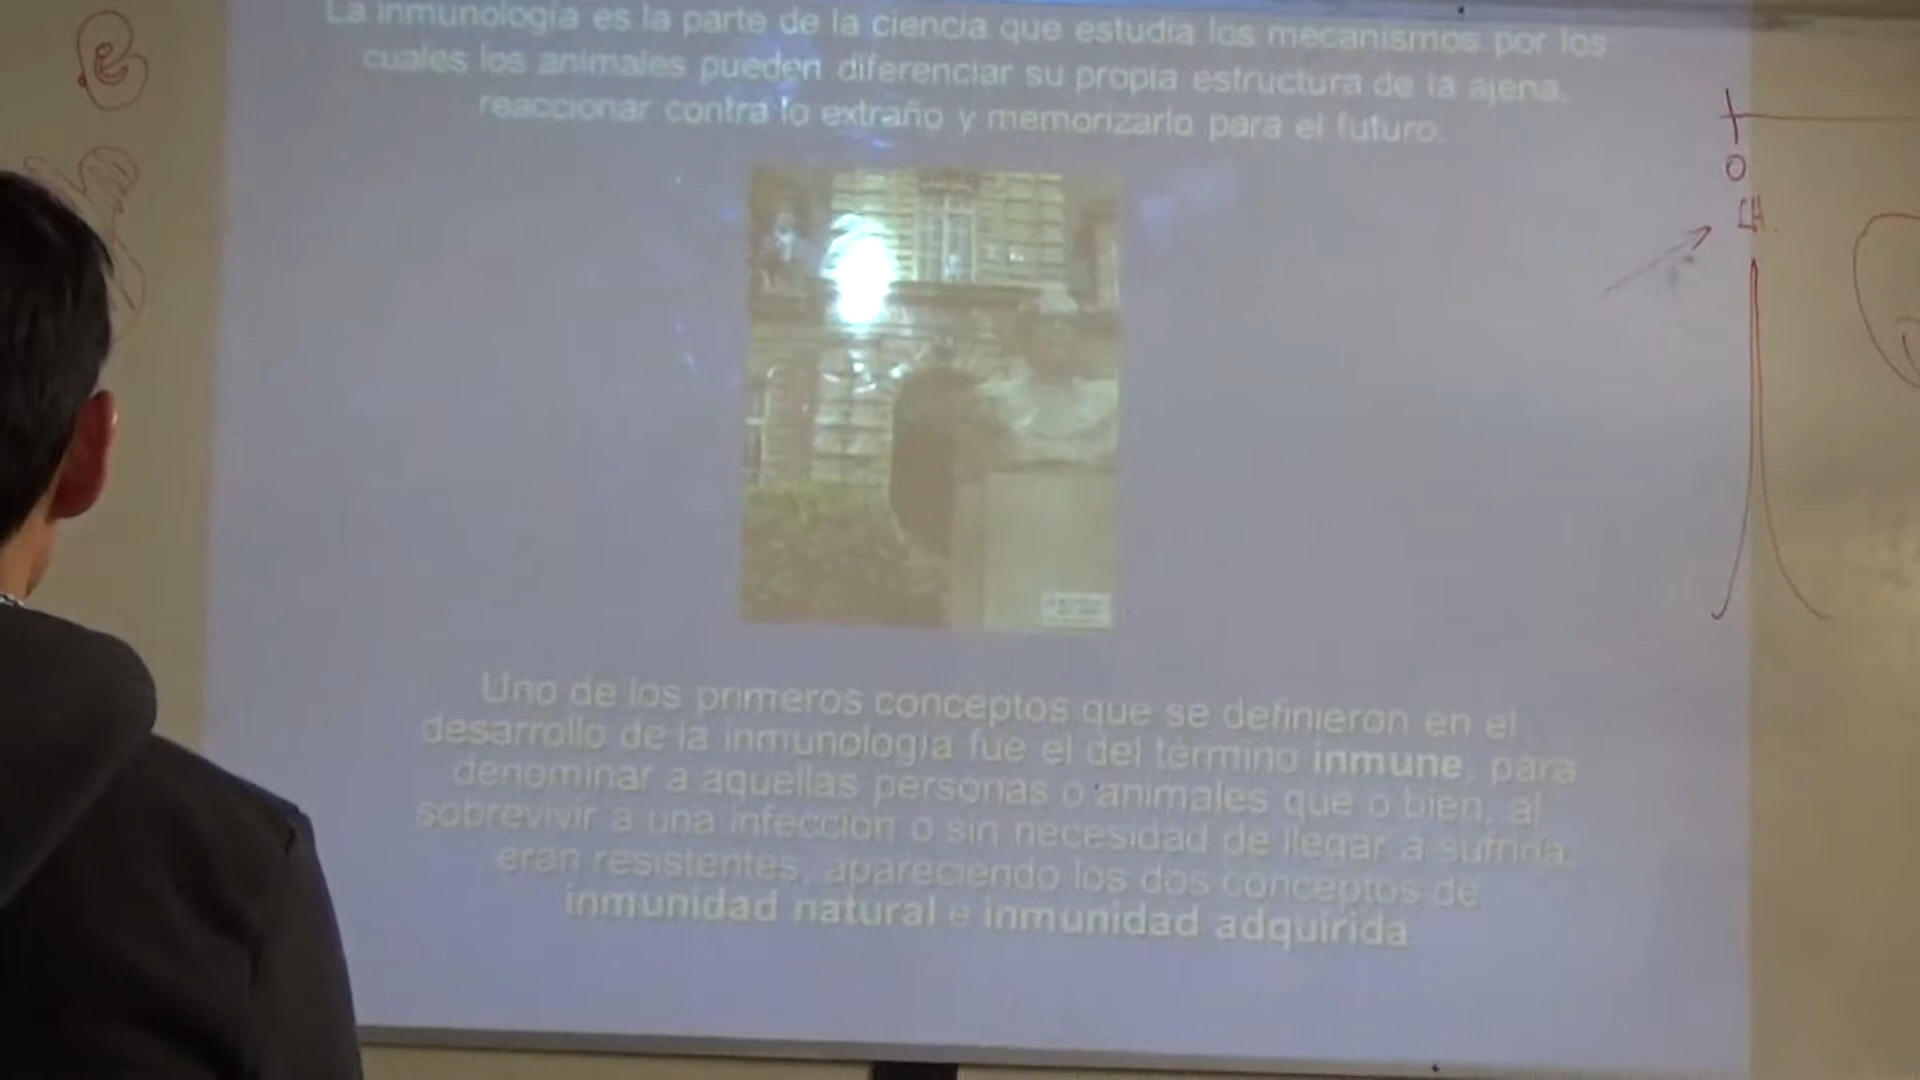 La inmunología es la parte de la ciencia que estudia los mecanismos por los
cuales los animales pueden diferenciar su propia estructura de la ajena,
reaccionar contra lo extraño y memorizarlo para el futuro.
Uno de los primeros conceptos que se definieron en el
desarrollo de la inmunología fue el del término inmune, para
denominar a aquellas personas o animales que o bien, al
sobrevivir a una infección o sin necesidad de llegar a sufrirla,
eran resistentes, apareciendo los dos conceptos de
inmunidad natural e inmunidad adquirida